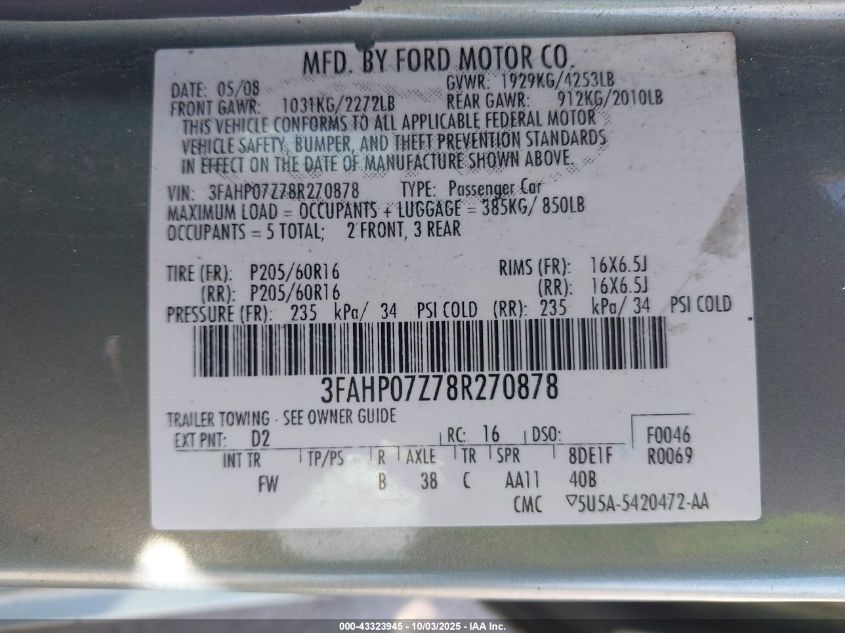 MFD. BY FORD MOTOR CO.
DATE: 05/08 GVWR: 1929KG/4253LB
FRONT GAWR: 1031KG/2272LB REAR GAWR: 912KG/2010LB
THIS VEHICLE CONFORMS TO ALL APPLICABLE FEDERAL MOTOR
VEHICLE SAFETY, BUMPER, AND THEFT PREVENTION STANDARDS
IN EFFECT ON THE DATE OF MANUFACTURE SHOWN ABOVE.
VIN: 3FAHP07Z78R270878 TYPE: Passenger Car
MAXIMUM LOAD = OCCUPANTS + LUGGAGE = 385KG/ 850LB
OCCUPANTS = 5 TOTAL; 2 FRONT, 3 REAR
TIRE (FR): P205/60R16 RIMS (FR): 16X6.5J
(RR): P205/60R16 (RR): 16X6.5J
PRESSURE (FR): 235 kPa/ 34 PSI COLD (RR): 235 kPa/ 34 PSI COLD
3FAHP07Z78R270878
TRAILER TOWING - SEE OWNER GUIDE
EXT PNT: D2 RC: 16 DSO: F0046
INT TR TP/PS R AXLE TR SPR 8DE1F R0069
FW B 38 C AA11 40B
CMC ▽5U5A-5420472-AA
000-43323945 - 10/03/2025 - IAA Inc.